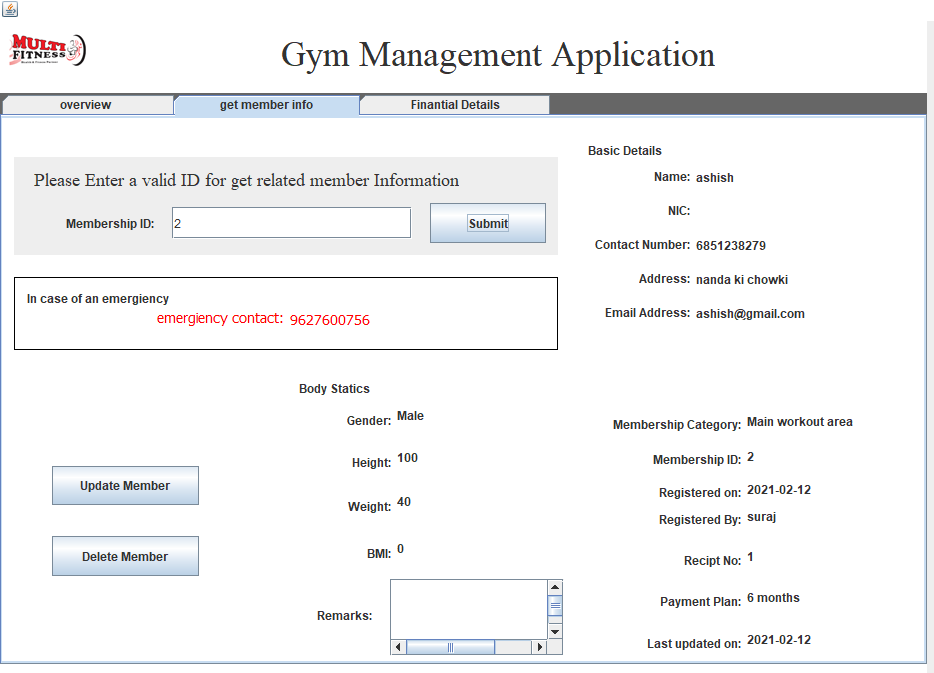 MULTI
FITNESS
Gym Management Application
overview
get member info
Finantial Details
Please Enter a valid ID for get related member Information
Membership ID: 2
Submit
In case of an emergiency
emergiency contact: 9627600756
Basic Details
Name: ashish
NIC:
Contact Number: 6851238279
Address: nanda ki chowki
Email Address: ashish@gmail.com
Update Member
Delete Member
Body Statics
Gender: Male
Height: 100
Weight: 40
BMI: 0
Remarks:
Membership Category: Main workout area
Membership ID: 2
Registered on: 2021-02-12
Registered By: suraj
Recipt No: 1
Payment Plan: 6 months
Last updated on: 2021-02-12